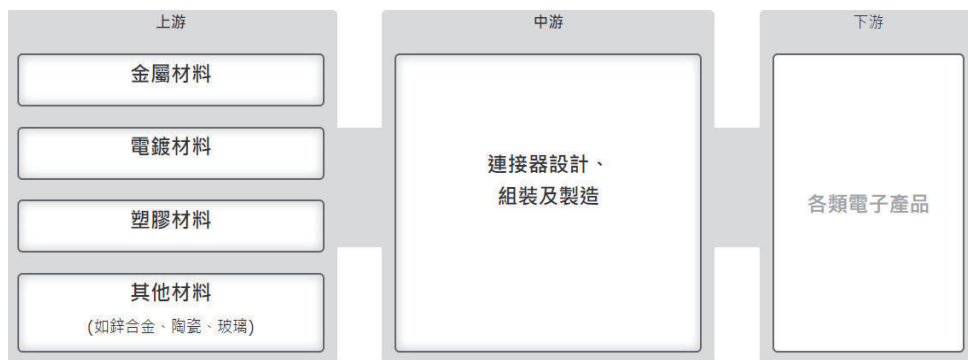 上游
金屬材料
電鍍材料
塑膠材料
其他材料
(如鋅合金、陶瓷、玻璃)
中游
連接器設計、
組裝及製造
下游
各類電子產品